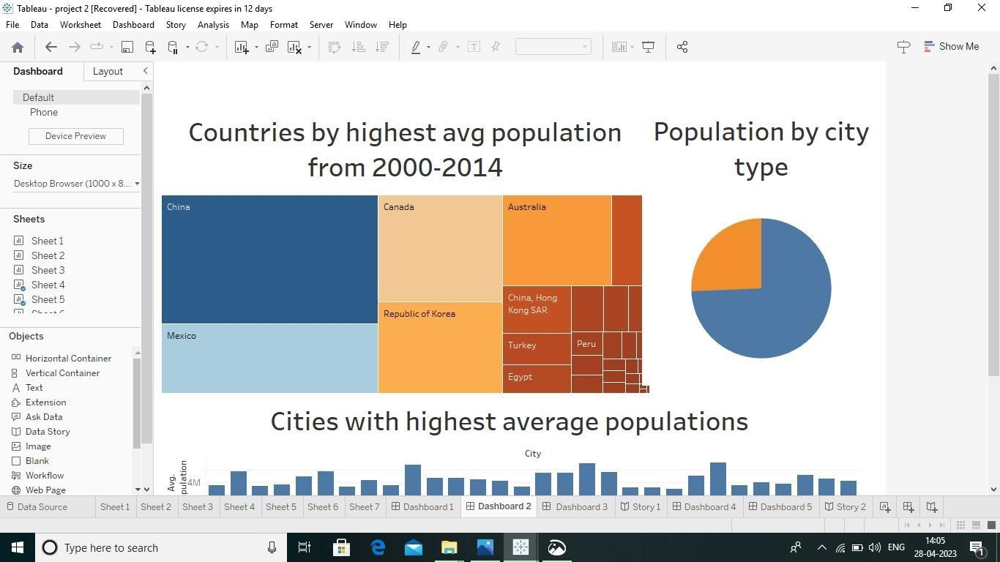 Tableau - project 2 [Recovered] - Tableau license expires in 12 days
File Data Worksheet Dashboard Story Analysis Map Format Server Window Help
Show Me
Dashboard Layout
Default
Phone
Device Preview
Size
Desktop Browser (1000 x 8...
Sheets
Sheet 1
Sheet 2
Sheet 3
Sheet 4
Sheet 5
Objects
Horizontal Container
Vertical Container
Text
Extension
Ask Data
Data Story
Image
Blank
Workflow
Web Page
Countries by highest avg population
from 2000-2014
China
Canada
Australia
Mexico
Republic of Korea
China, Hong
Kong SAR
Turkey
Peru
Egypt
Population by city
type
Cities with highest average populations
City
Avg.
4M
Data Source Sheet 1 Sheet 2 Sheet 3 Sheet 4 Sheet 5 Sheet 6 Sheet 7 Dashboard 1 Dashboard 2 Dashboard 3 Story 1 Dashboard 4 Dashboard 5 Story 2
Type here to search
ENG
14:05
28-04-2023
1